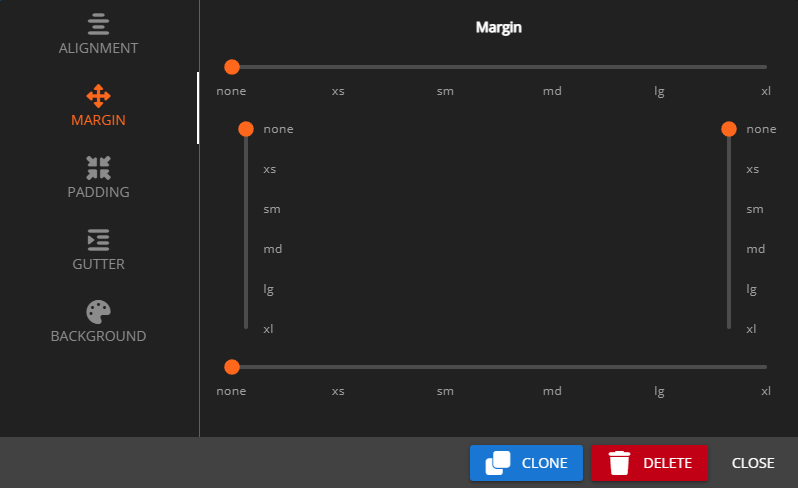 ALIGNMENT
MARGIN
PADDING
GUTTER
BACKGROUND
Margin
none xs sm md lg xl
none none
xs xs
sm sm
md md
lg lg
xl xl
none xs sm md lg xl
CLONE DELETE CLOSE